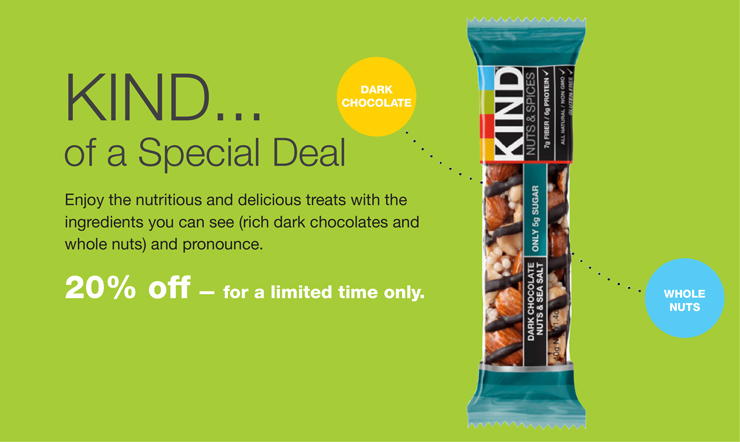 KIND...
of a Special Deal
Enjoy the nutritious and delicious treats with the
ingredients you can see (rich dark chocolates and
whole nuts) and pronounce.
20% off — for a limited time only.
DARK
CHOCOLATE
WHOLE
NUTS
KIND
NUTS & SPICES
7g FIBER / 6g PROTEIN ✓
ALL NATURAL / NON GMO ✓
GLUTEN FREE ✓
ONLY 5g SUGAR
DARK CHOCOLATE
NUTS & SEA SALT